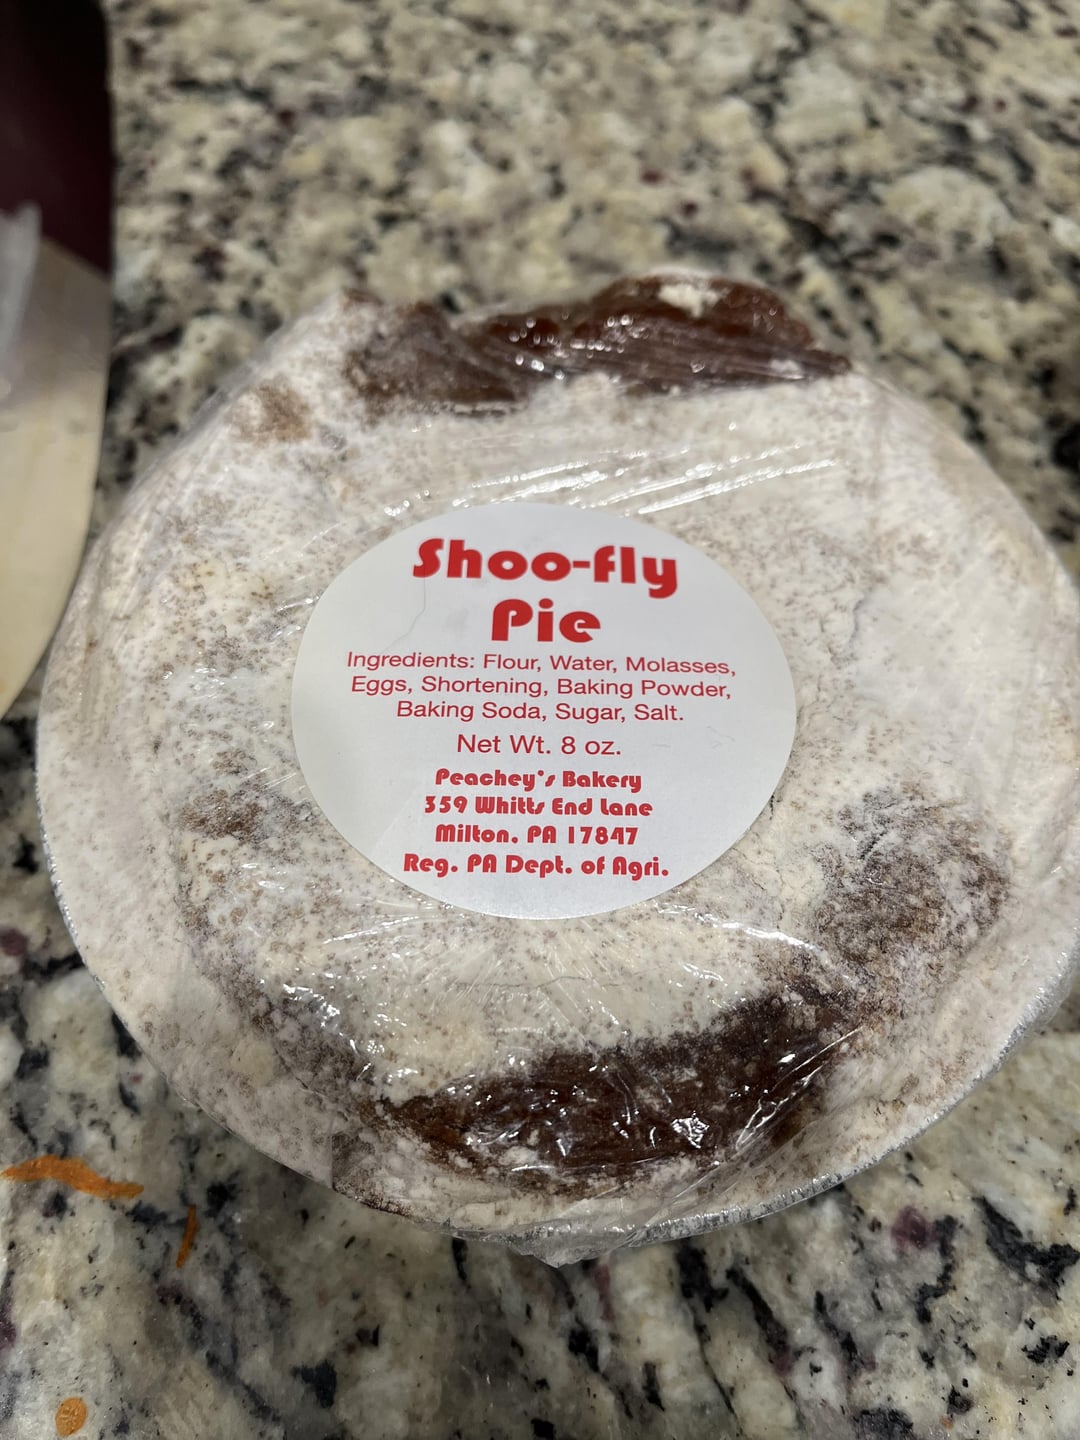 Shoo-fly
Pie
Ingredients: Flour, Water, Molasses,
Eggs, Shortening, Baking Powder,
Baking Soda, Sugar, Salt.
Net Wt. 8 oz.
Peachey's Bakery
359 Whitts End Lane
Milton, PA 17847
Reg. PA Dept. of Agri.